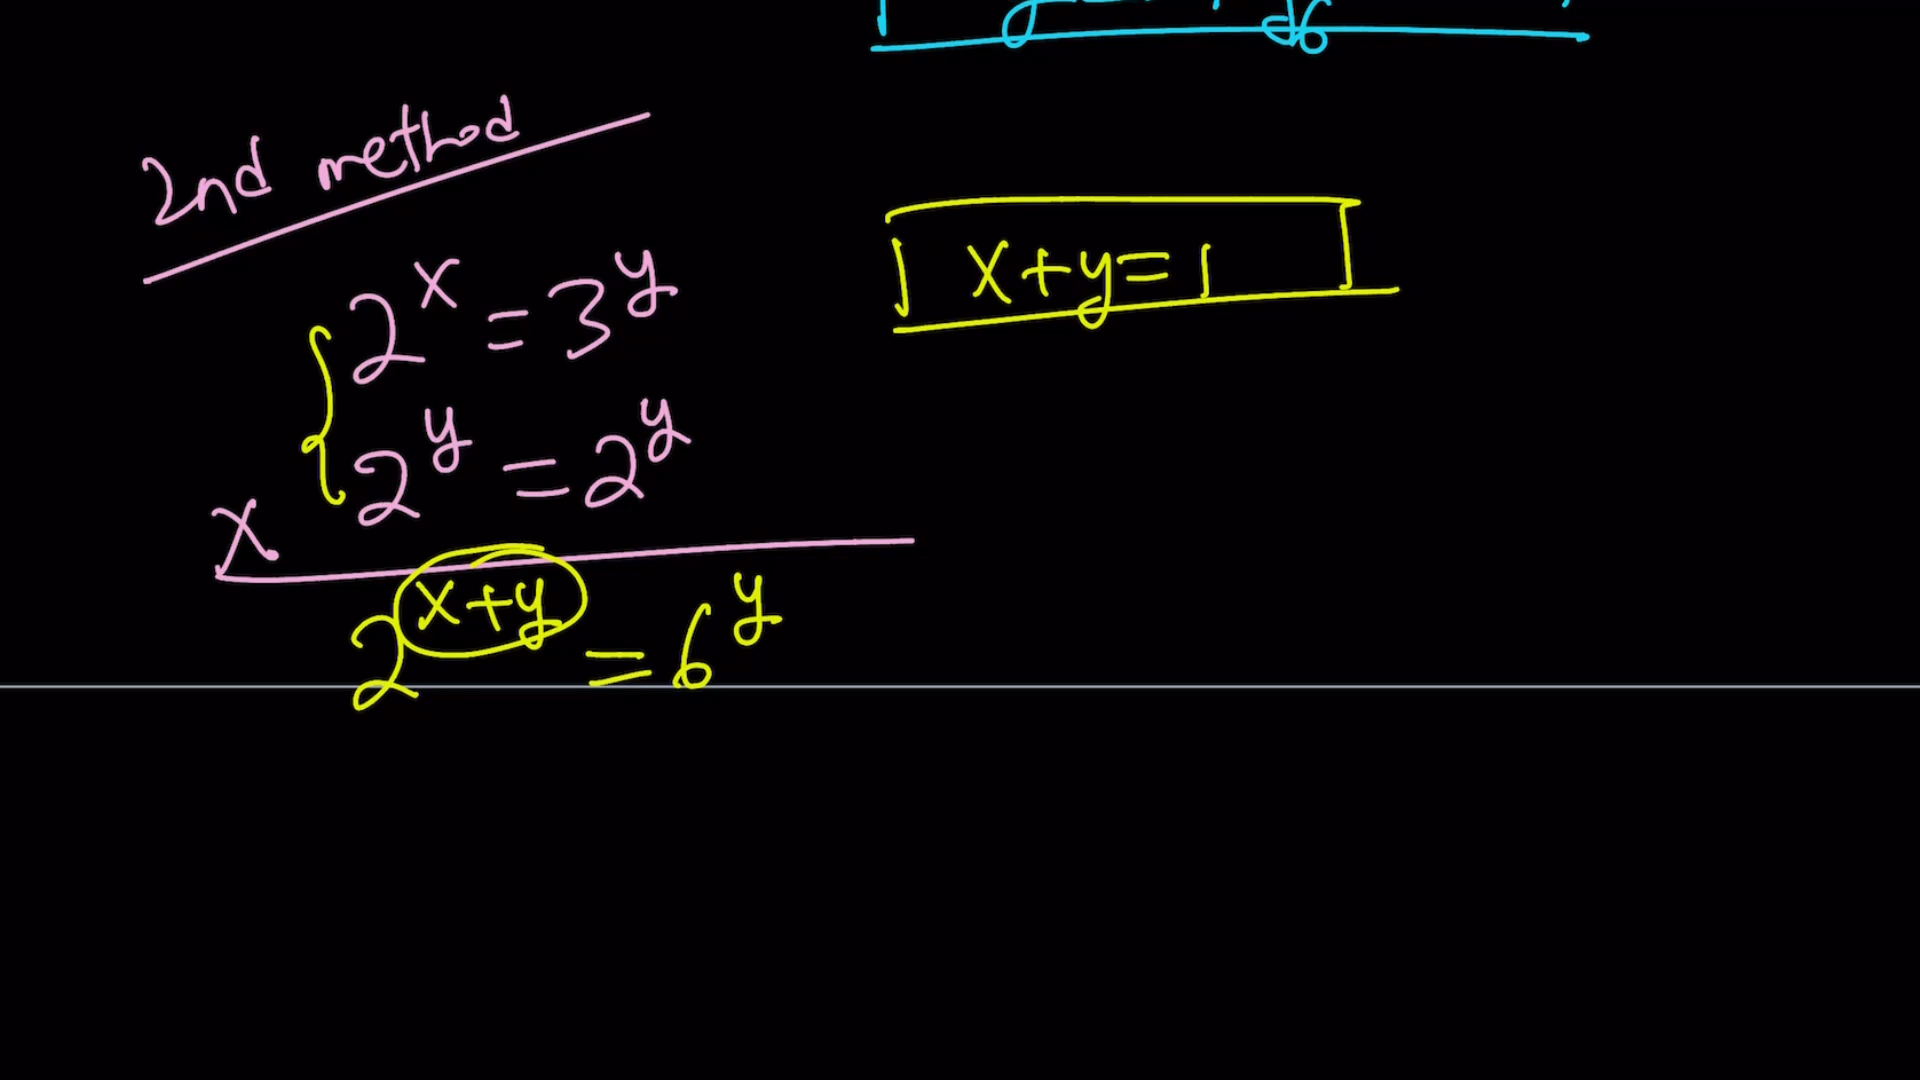 2nd method
2^x = 3^y
x + y = 1
2^y = 2^y
x
2^(x+y) = 6^y